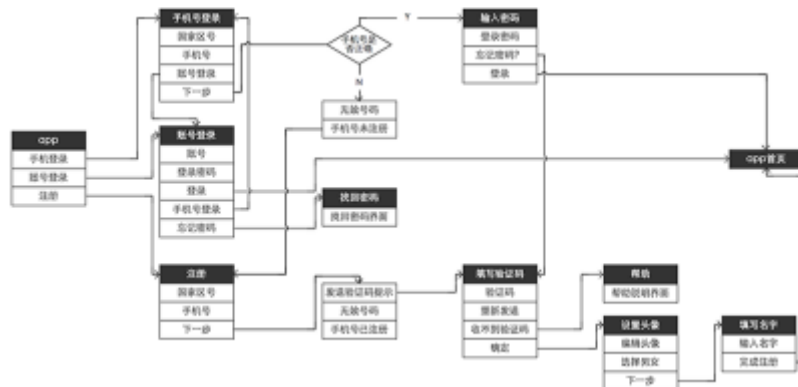 手机号登录
国家区号
手机号
账号登录
下一步
手机号是
否正确
Y
N
输入密码
登录密码
忘记密码?
登录
无效号码
手机号未注册
app
手机登录
账号登录
注册
账号登录
账号
登录密码
登录
手机号登录
忘记密码
找回密码
找回密码界面
app首页
注册
国家区号
手机号
下一步
发送验证码提示
无效号码
手机号已注册
填写验证码
验证码
重新发送
收不到验证码
确定
帮助
帮助说明界面
设置头像
编辑头像
选择男女
下一步
填写名字
输入名字
完成注册